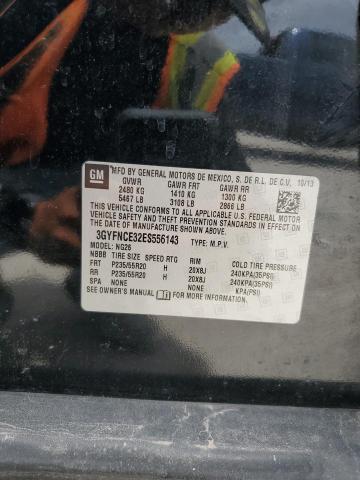 GM
MFD BY GENERAL MOTORS DE MEXICO, S. DE R.L. DE C.V. 10/13
GVWR GAWR FRT GAWR RR
2480 KG 1410 KG 1300 KG
5467 LB 3108 LB 2866 LB
THIS VEHICLE CONFORMS TO ALL APPLICABLE U.S. FEDERAL MOTOR
VEHICLE SAFETY, BUMPER, AND THEFT PREVENTION STANDARDS
IN EFFECT ON THE DATE OF MANUFACTURE SHOWN ABOVE.
3GYFNCE32ES556143 TYPE: M.P.V.
MODEL: NG26
NBBB TIRE SIZE SPEED RTG RIM COLD TIRE PRESSURE
FRT P235/55R20 H 20X8J 240KPA(35PSI)
RR P235/55R20 H 20X8J 240KPA(35PSI)
SPA NONE NONE KPA(PSI)
SEE OWNER'S MANUAL FOR MORE INFORMATION.